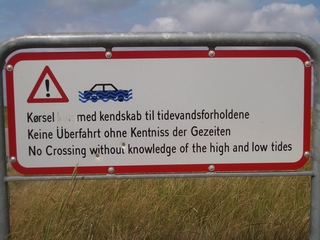 Kørsel med kendskab til tidevandsforholdene
Keine Überfahrt ohne Kentniss der Gezeiten
No Crossing without knowledge of the high and low tides